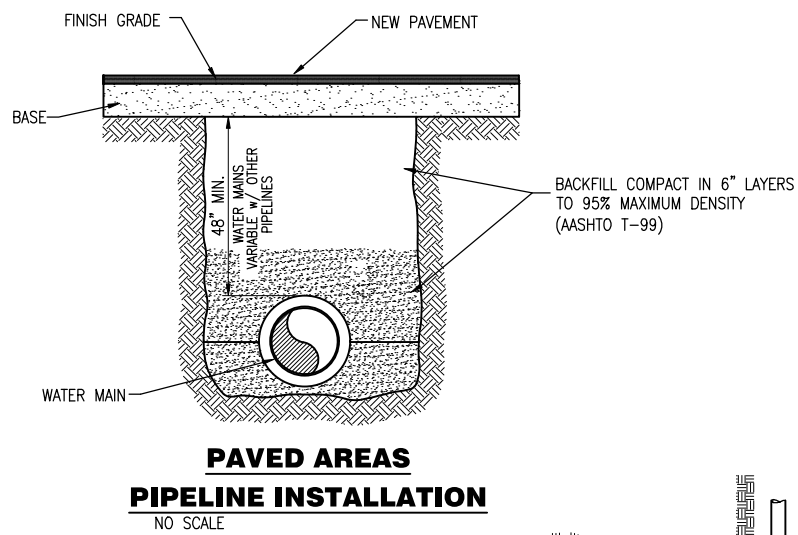 FINISH GRADE
NEW PAVEMENT
BASE
48" MIN.
WATER MAINS
VARIABLE w/ OTHER
PIPELINES
BACKFILL COMPACT IN 6" LAYERS
TO 95% MAXIMUM DENSITY
(AASHTO T-99)
WATER MAIN
PAVED AREAS
PIPELINE INSTALLATION
NO SCALE